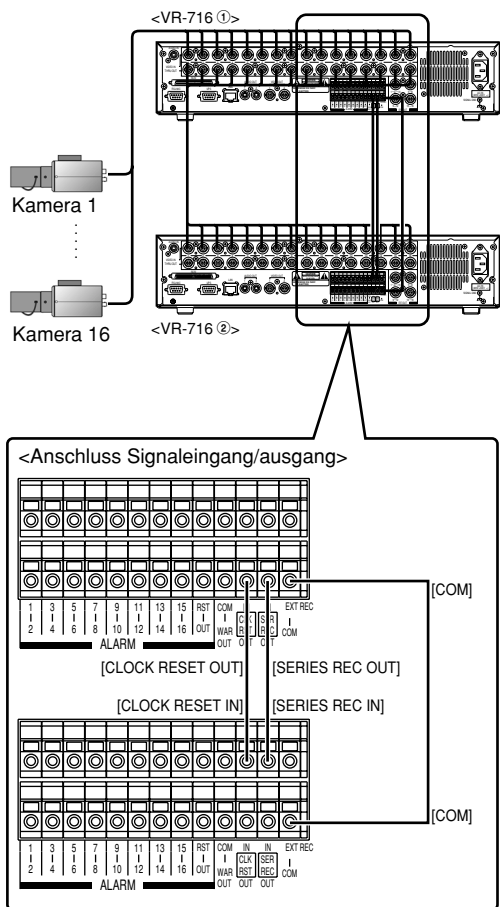 <VR-716 ①>
Kamera 1
Kamera 16
<VR-716 ②>
<Anschluss Signaleingang/ausgang>
[COM]
1 3 5 7 9 11 13 15 RST COM EXT REC
2 4 6 8 10 12 14 16 OUT WAR OUT CLK RST OUT SER REC OUT COM
ALARM
[CLOCK RESET OUT] [SERIES REC OUT]
[CLOCK RESET IN] [SERIES REC IN]
[COM]
1 3 5 7 9 11 13 15 RST COM IN IN EXT REC
2 4 6 8 10 12 14 16 OUT WAR OUT CLK RST OUT SER REC OUT COM
ALARM